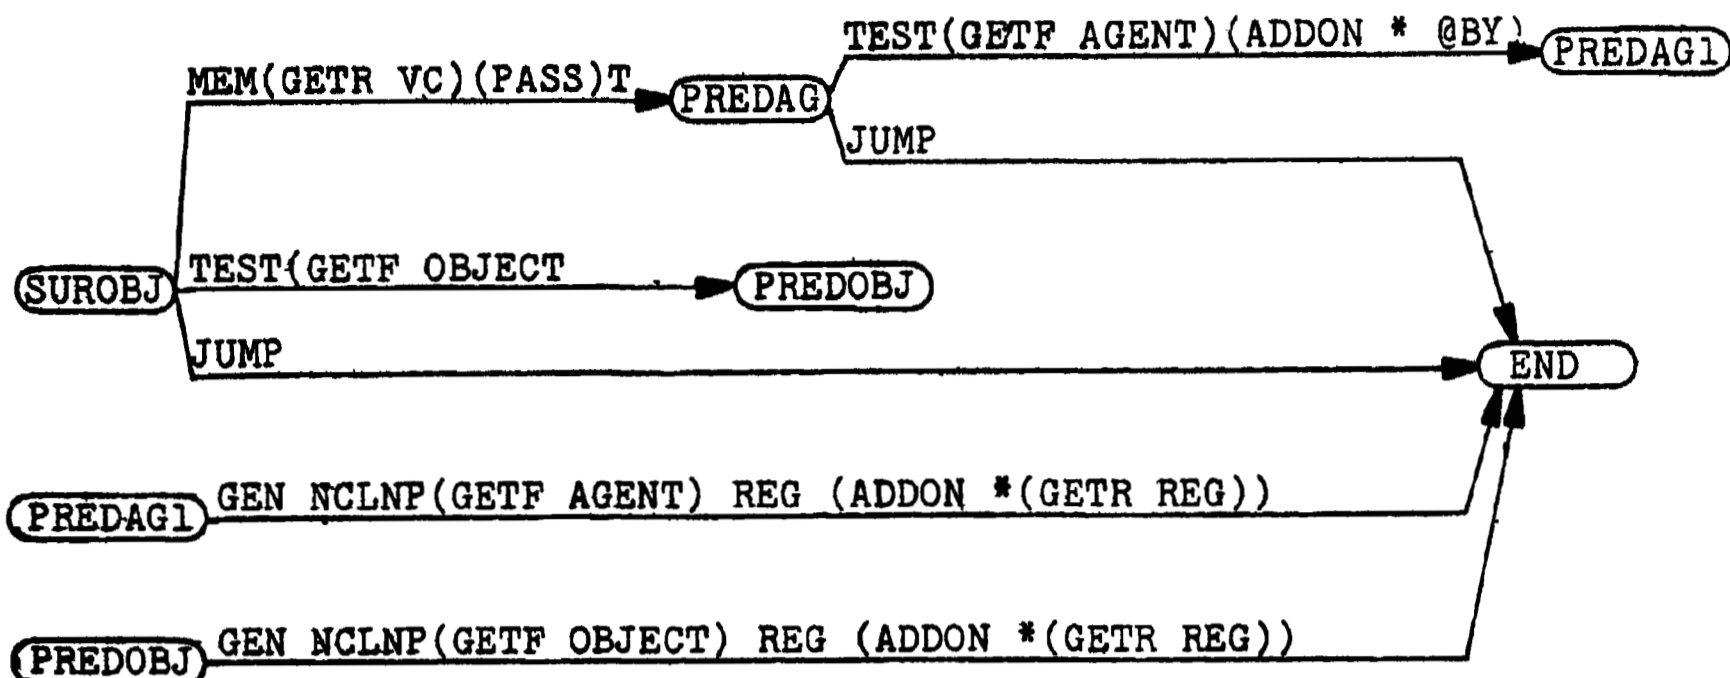 TEST(GETF AGENT)(ADDON * @BY)
PREDAG1
MEM(GETR VC)(PASS)T
PREDAG
JUMP
TEST(GETF OBJECT
SUROBJ
PREDOBJ
JUMP
END
GEN NCLNP(GETF AGENT) REG (ADDON *(GETR REG))
PREDAG1
GEN NCLNP(GETF OBJECT) REG (ADDON *(GETR REG))
PREDOBJ